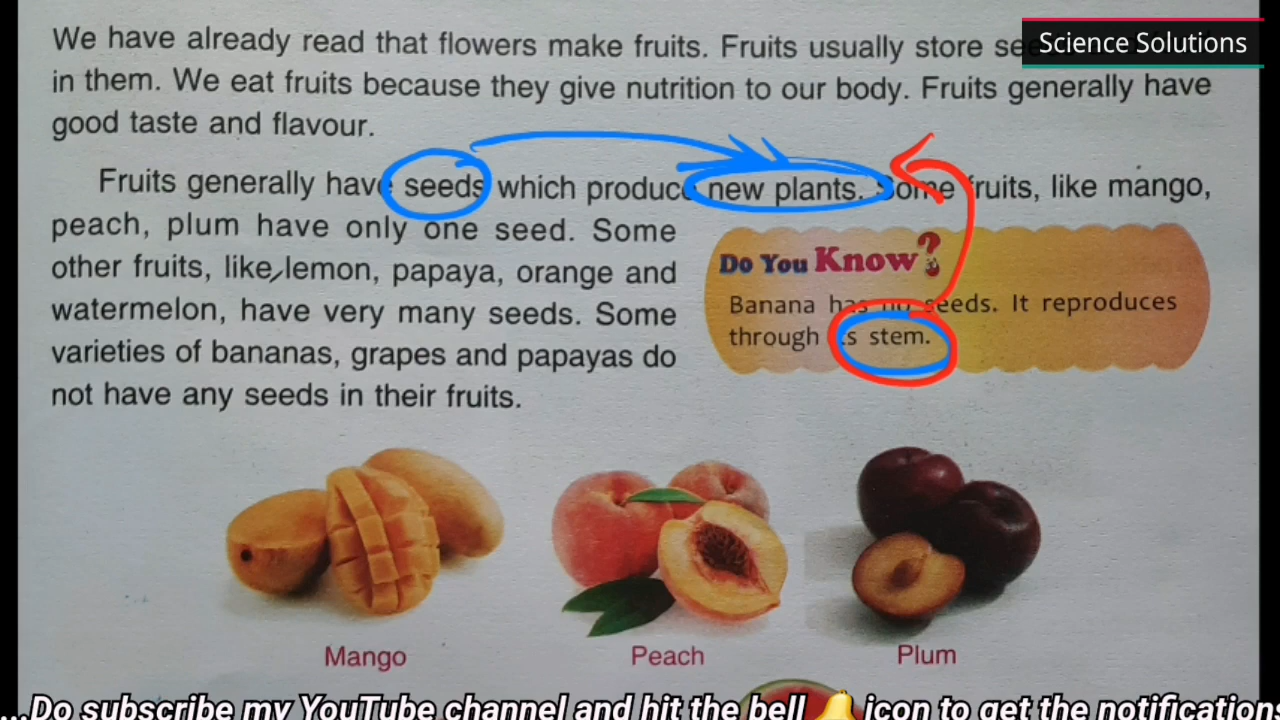 We have already read that flowers make fruits. Fruits usually store
Science Solutions
in them. We eat fruits because they give nutrition to our body. Fruits generally have
good taste and flavour.
Fruits generally have seeds which produce new plants. Some fruits, like mango,
peach, plum have only one seed. Some
other fruits, like lemon, papaya, orange and
watermelon, have very many seeds. Some
varieties of bananas, grapes and papayas do
not have any seeds in their fruits.
Do You Know?
Banana has no seeds. It reproduces
through its stem.
Mango
Peach
Plum
...Do subscribe my YouTube channel and hit the bell 🔔 icon to get the notification